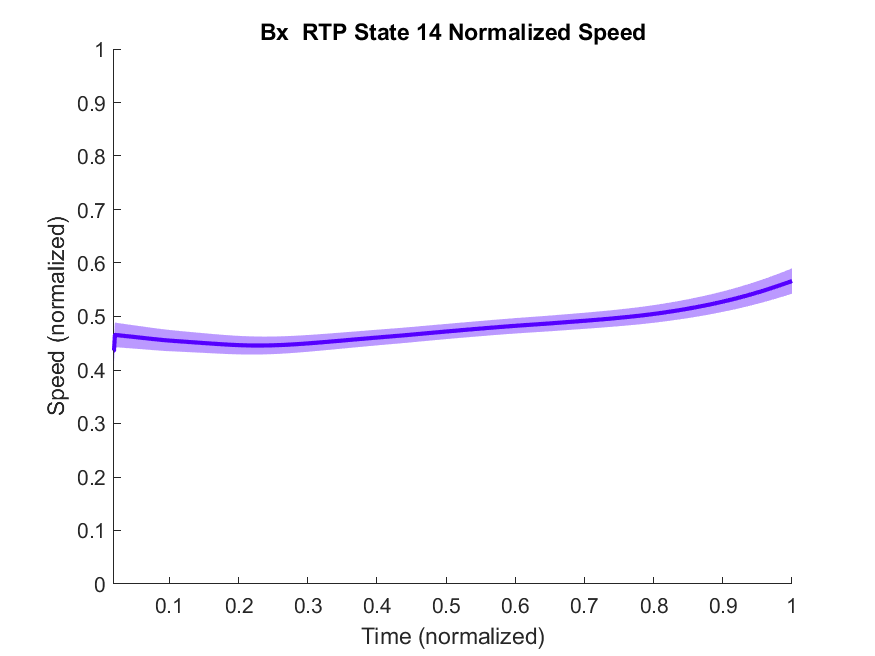 Bx  RTP State 14 Normalized Speed
1
0.9
0.8
0.7
0.6
0.5
0.4
0.3
0.2
0.1
0
Speed (normalized)
0.1 0.2 0.3 0.4 0.5 0.6 0.7 0.8 0.9 1
Time (normalized)